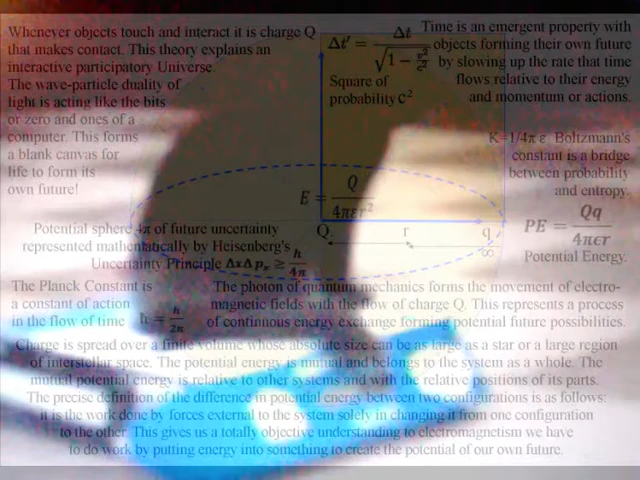 Whenever objects touch and interact it is charge Q
that makes contact. This theory explains an
interactive participatory Universe.
The wave-particle duality of
light is acting like the bits
or zero and ones of a
computer. This forms
a blank canvas for
life to form its
own future!
Δt′ = Δt / √(1 − v²/c²)
Square of
probability c²
Time is an emergent property with
objects forming their own future
by slowing up the rate that time
flows relative to their energy
and momentum or actions.
K=1/4π ε Boltzmann's
constant is a bridge
between probability
and entropy.
E = Q / 4πεr²
PE = Qq / 4πϵr
Potential Energy.
Q r q
∞
Potential sphere 4π of future uncertainty
represented mathematically by Heisenberg's
Uncertainty Principle ΔxΔpₓ ≥ h/4π
The Planck Constant is
a constant of action
in the flow of time ħ = h/2π
The photon of quantum mechanics forms the movement of electro-
magnetic fields with the flow of charge Q. This represents a process
of continuous energy exchange forming potential future possibilities.
Charge is spread over a finite volume whose absolute size can be as large as a star or a large region
of interstellar space. The potential energy is mutual and belongs to the system as a whole. The
mutual potential energy is relative to other systems and with the relative positions of its parts.
The precise definition of the difference in potential energy between two configurations is as follows:
it is the work done by forces external to the system solely in changing it from one configuration
to the other. This gives us a totally objective understanding to electromagnetism we have
to do work by putting energy into something to create the potential of our own future.